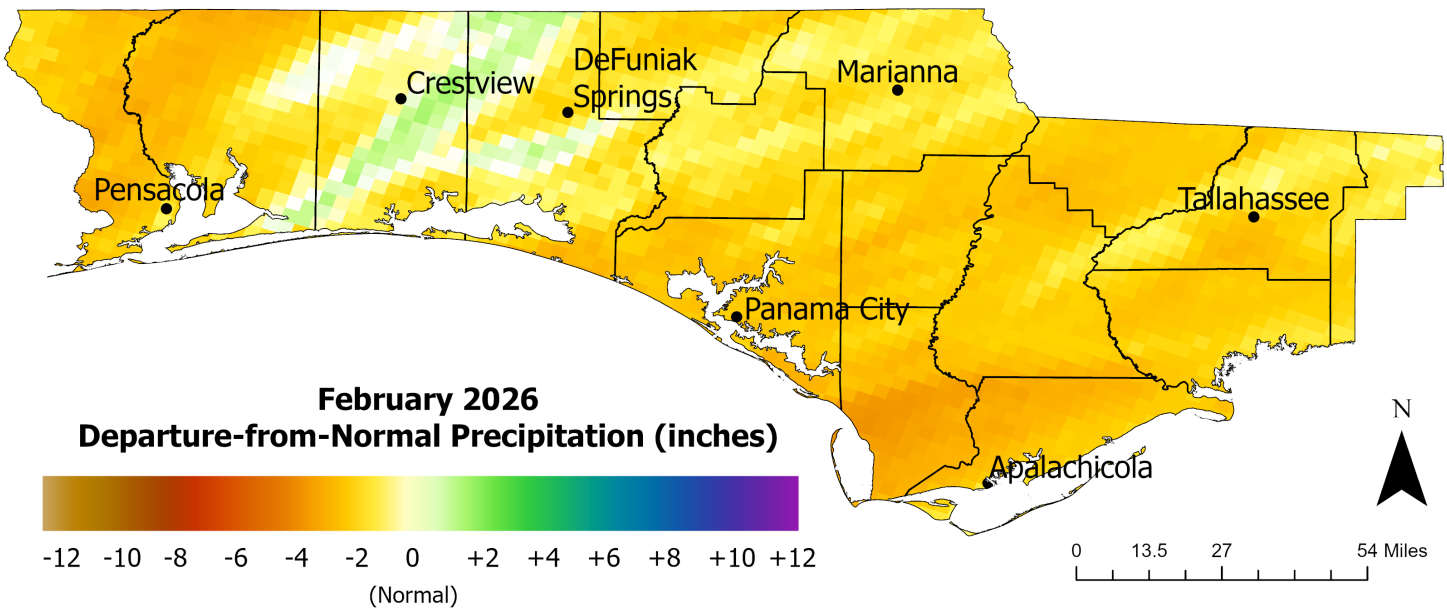 DeFuniak
Springs
Crestview
Marianna
Pensacola
Tallahassee
Panama City
Apalachicola
February 2026
Departure-from-Normal Precipitation (inches)
-12 -10 -8 -6 -4 -2 0 +2 +4 +6 +8 +10 +12
(Normal)
N
0 13.5 27 54 Miles